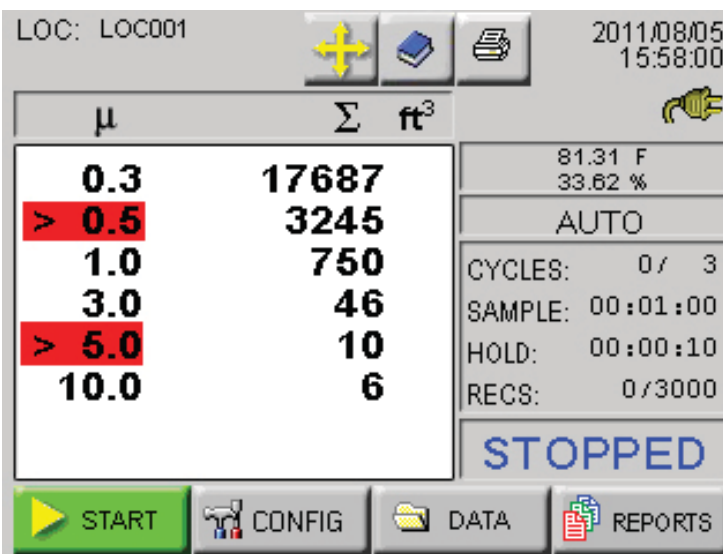 LOC: LOC001
2011/08/05
15:58:00
µ Σ ft³
0.3 17687
> 0.5 3245
1.0 750
3.0 46
> 5.0 10
10.0 6
81.31 F
33.62 %
AUTO
CYCLES: 0/ 3
SAMPLE: 00:01:00
HOLD: 00:00:10
RECS: 0/3000
STOPPED
START CONFIG DATA REPORTS